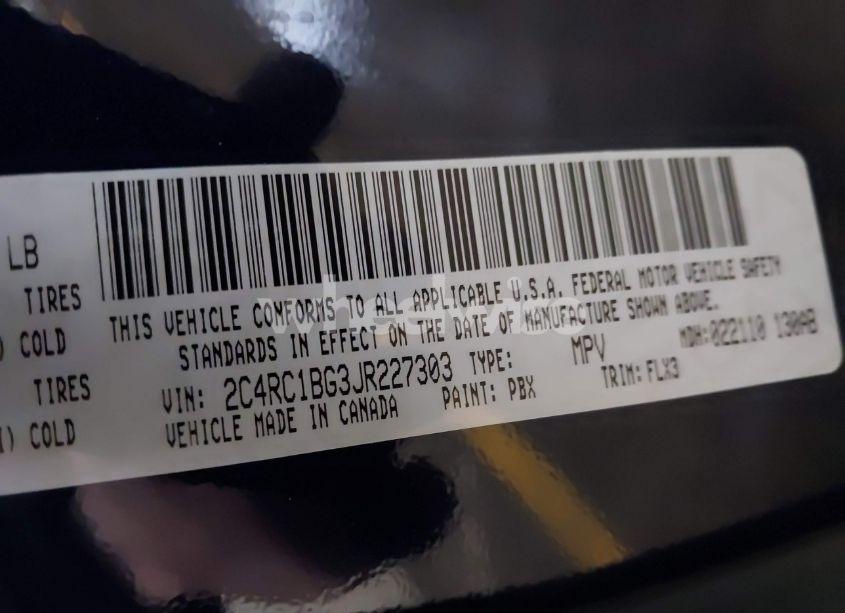 LB
TIRES
) COLD
TIRES
) COLD
THIS VEHICLE CONFORMS TO ALL APPLICABLE U.S.A. FEDERAL MOTOR VEHICLE SAFETY
STANDARDS IN EFFECT ON THE DATE OF MANUFACTURE SHOWN ABOVE.
MDH:022110 130AB
VIN: 2C4RC1BG3JR227303 TYPE: MPV
VEHICLE MADE IN CANADA PAINT: PBX TRIM:FLX3